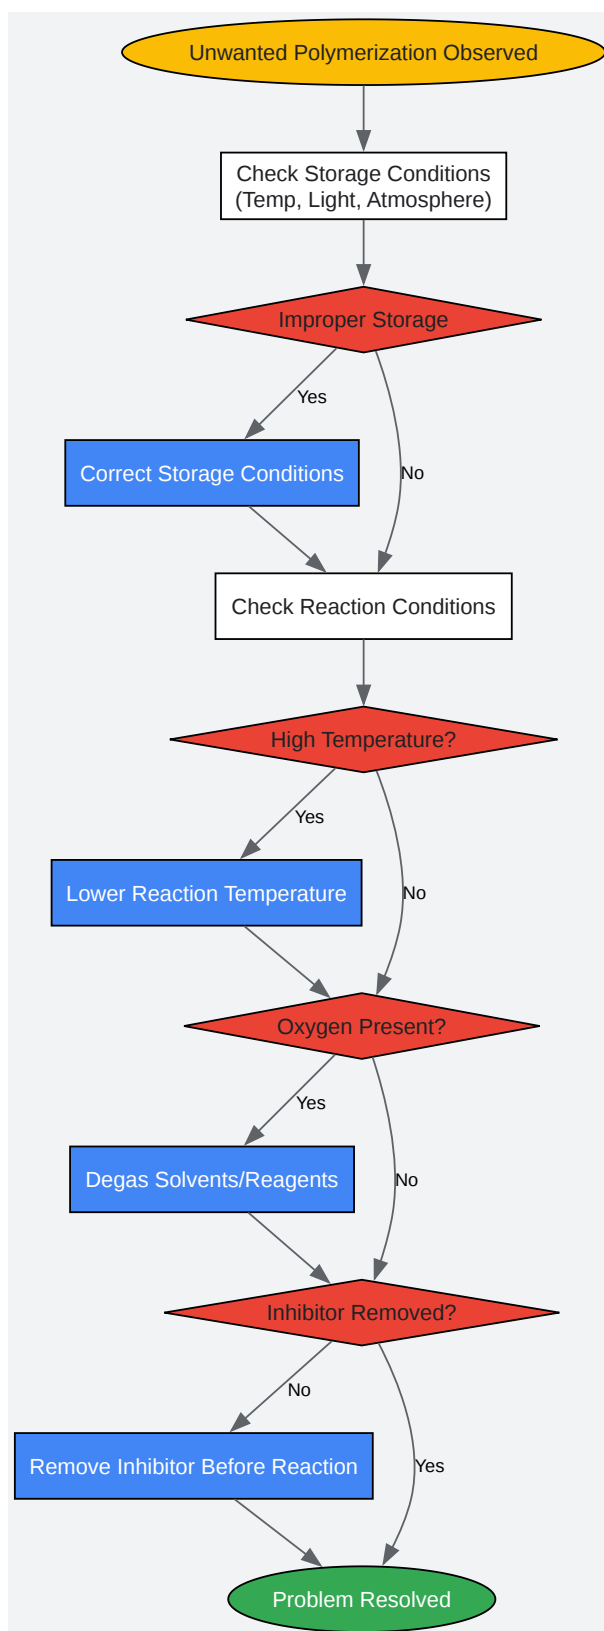 Unwanted Polymerization Observed
Check Storage Conditions
(Temp, Light, Atmosphere)
Improper Storage
Yes
Correct Storage Conditions
No
Check Reaction Conditions
High Temperature?
Yes
Lower Reaction Temperature
No
Oxygen Present?
Yes
Degas Solvents/Reagents
No
Inhibitor Removed?
No
Remove Inhibitor Before Reaction
Yes
Problem Resolved